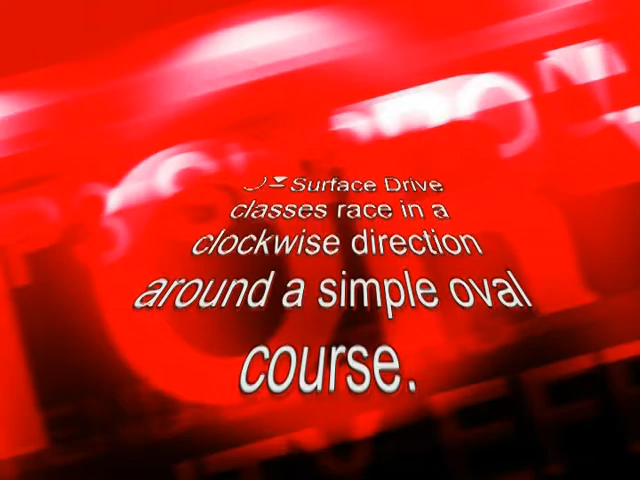 Surface Drive
classes race in a
clockwise direction
around a simple oval
course.